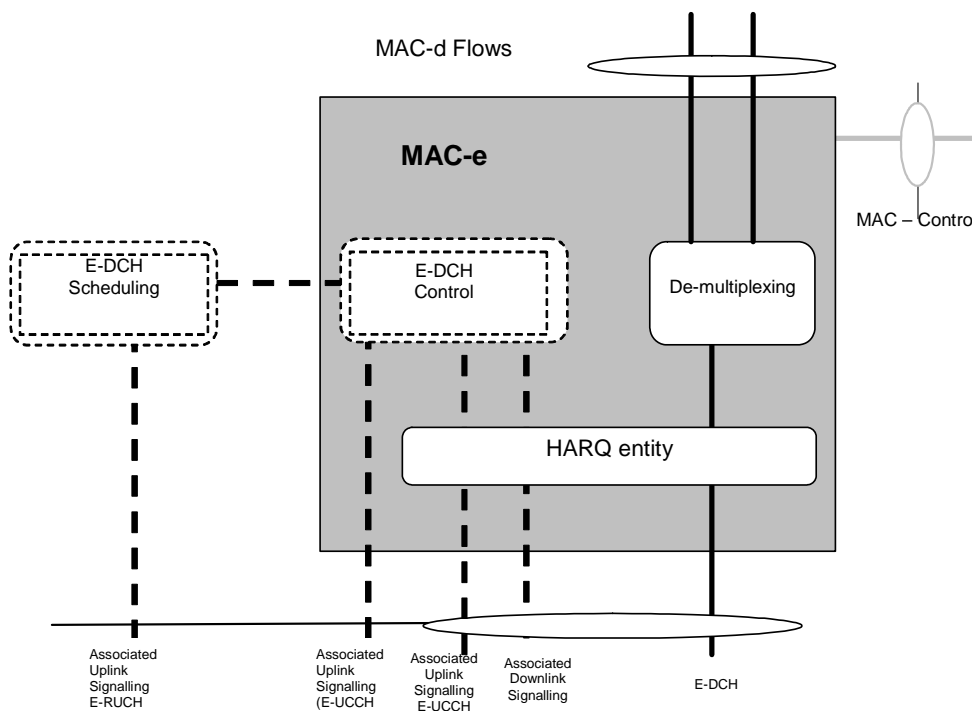 MAC-d Flows
MAC-e
MAC – Control
E-DCH
Scheduling
E-DCH
Control
De-multiplexing
HARQ entity
Associated
Uplink
Signalling
E-RUCH
Associated
Uplink
Signalling
(E-UCCH
Associated
Uplink
Signalling
E-UCCH
Associated
Downlink
Signalling
E-DCH